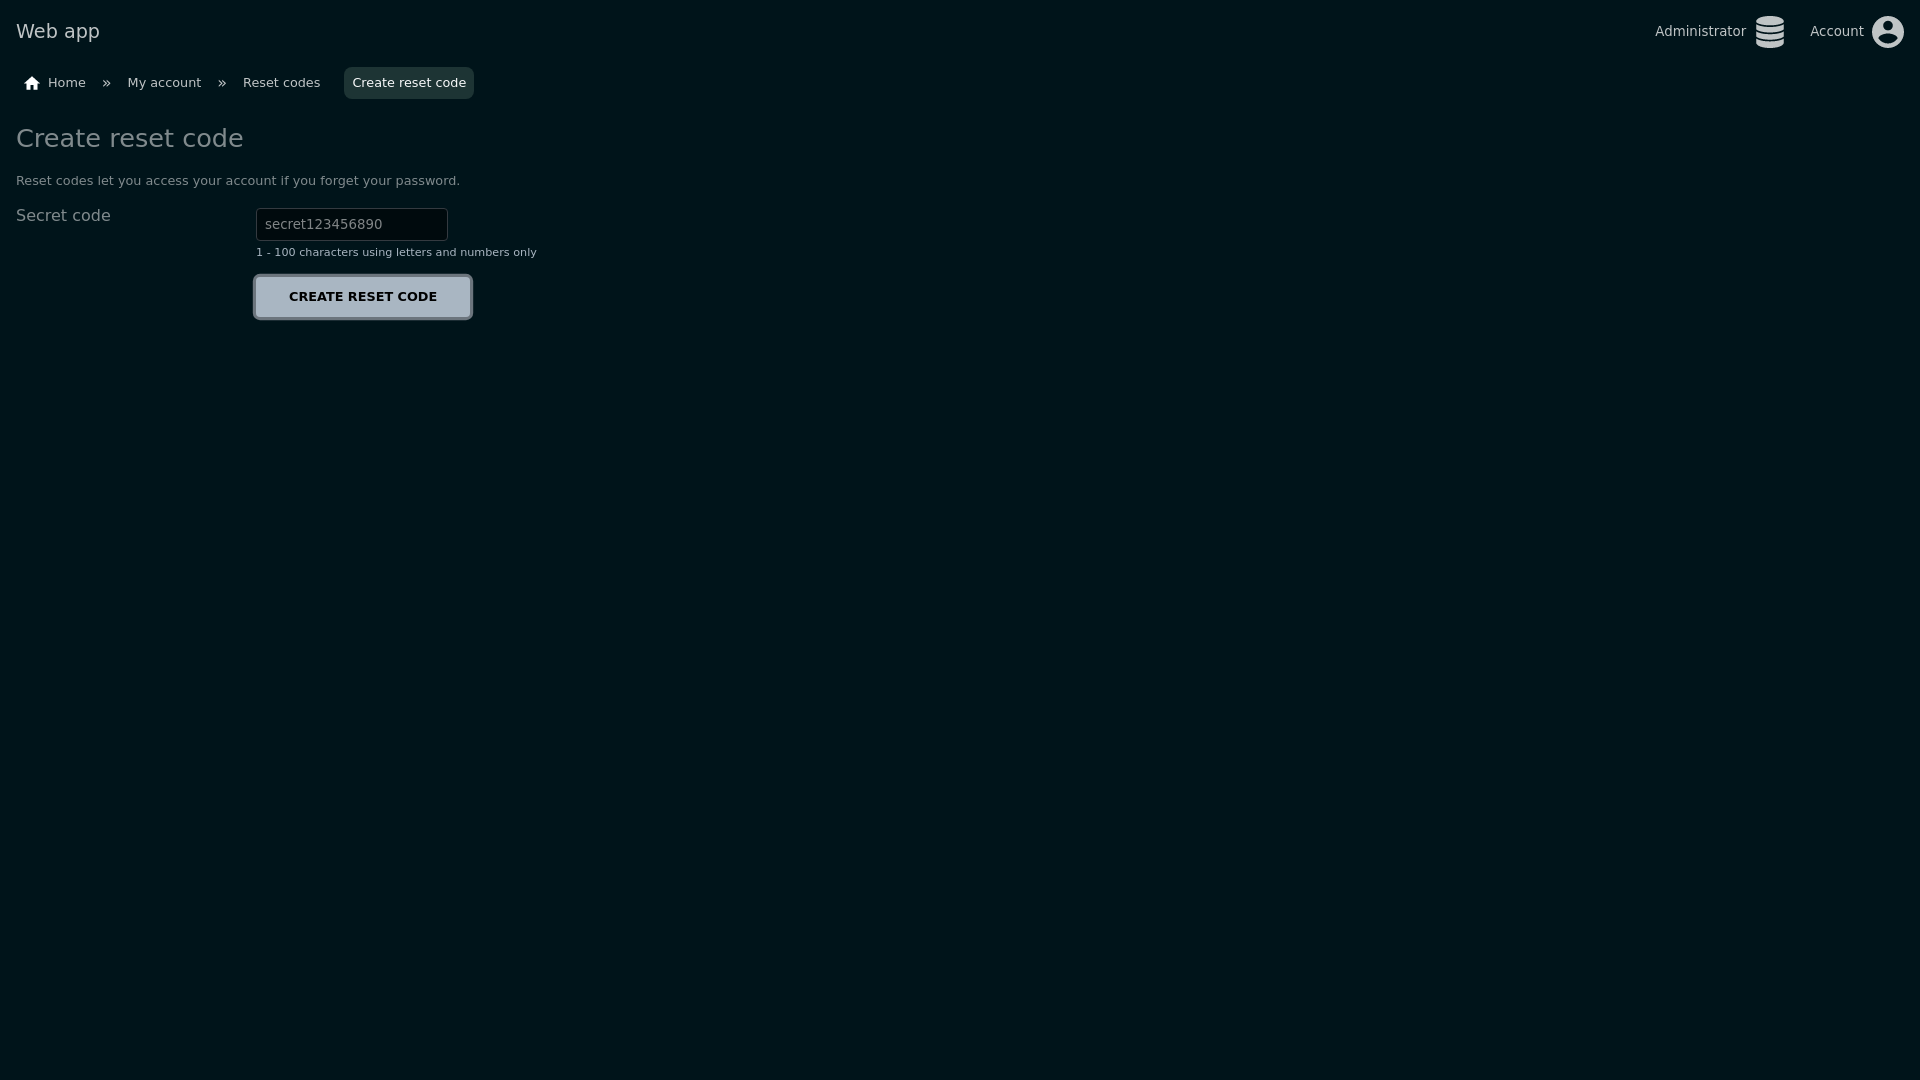 Web app
Administrator
Account
Home » My account » Reset codes Create reset code
Create reset code
Reset codes let you access your account if you forget your password.
Secret code
secret123456890
1 - 100 characters using letters and numbers only
CREATE RESET CODE